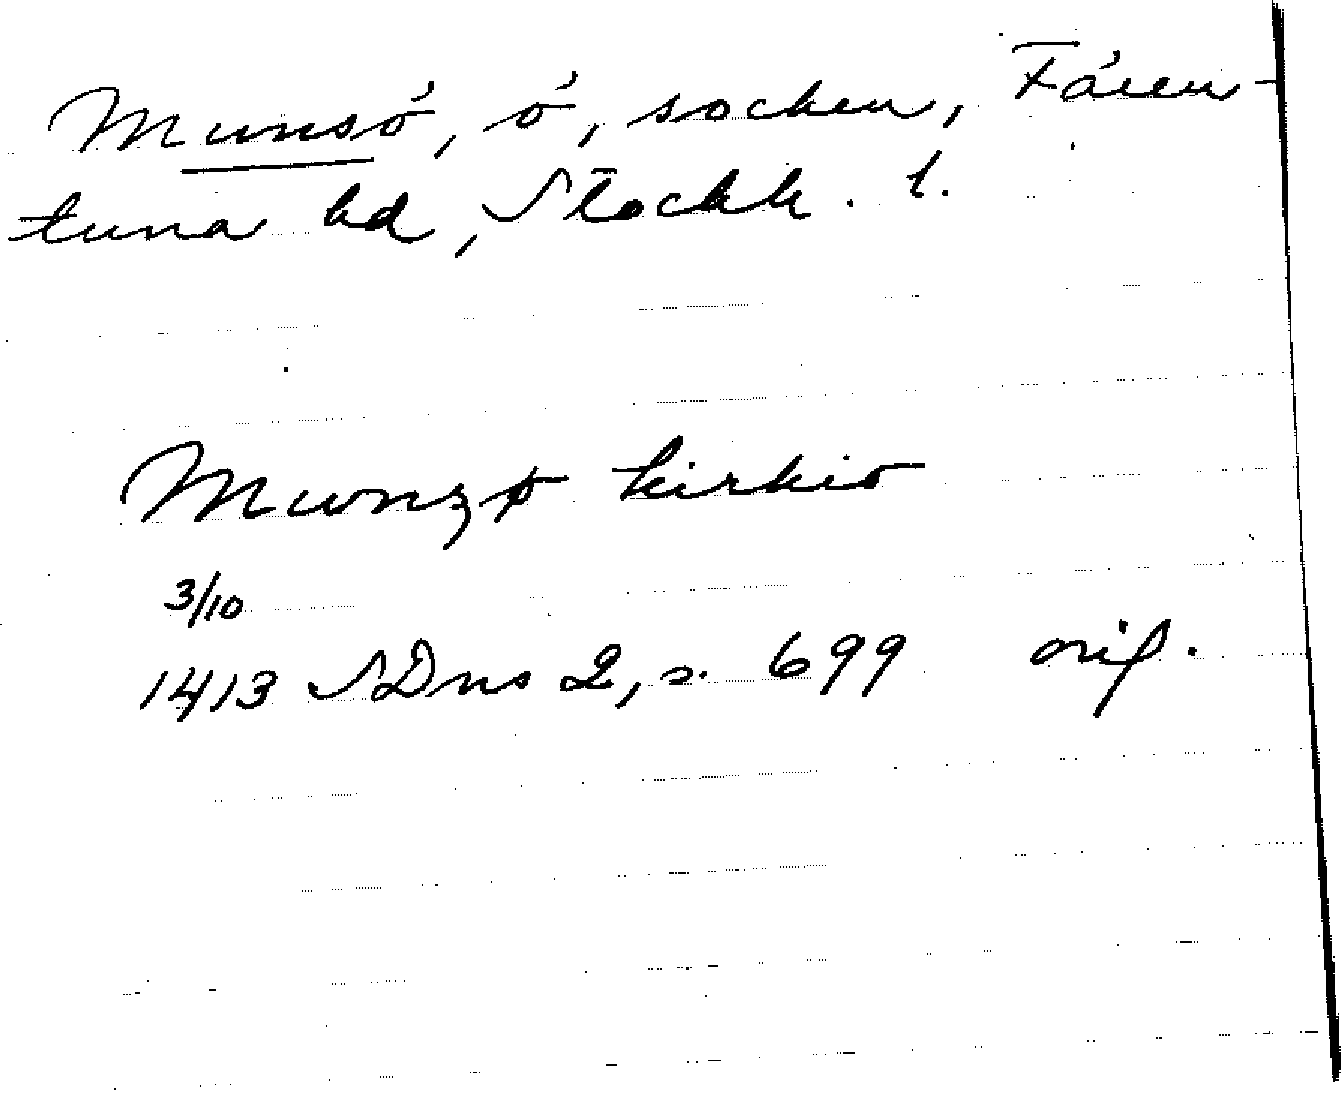 Munsö, ö, socken, Fären-
tuna hd, Stockh. l.
Munzø kirkio
3/10
1413 SDns 2, s. 699 orig.